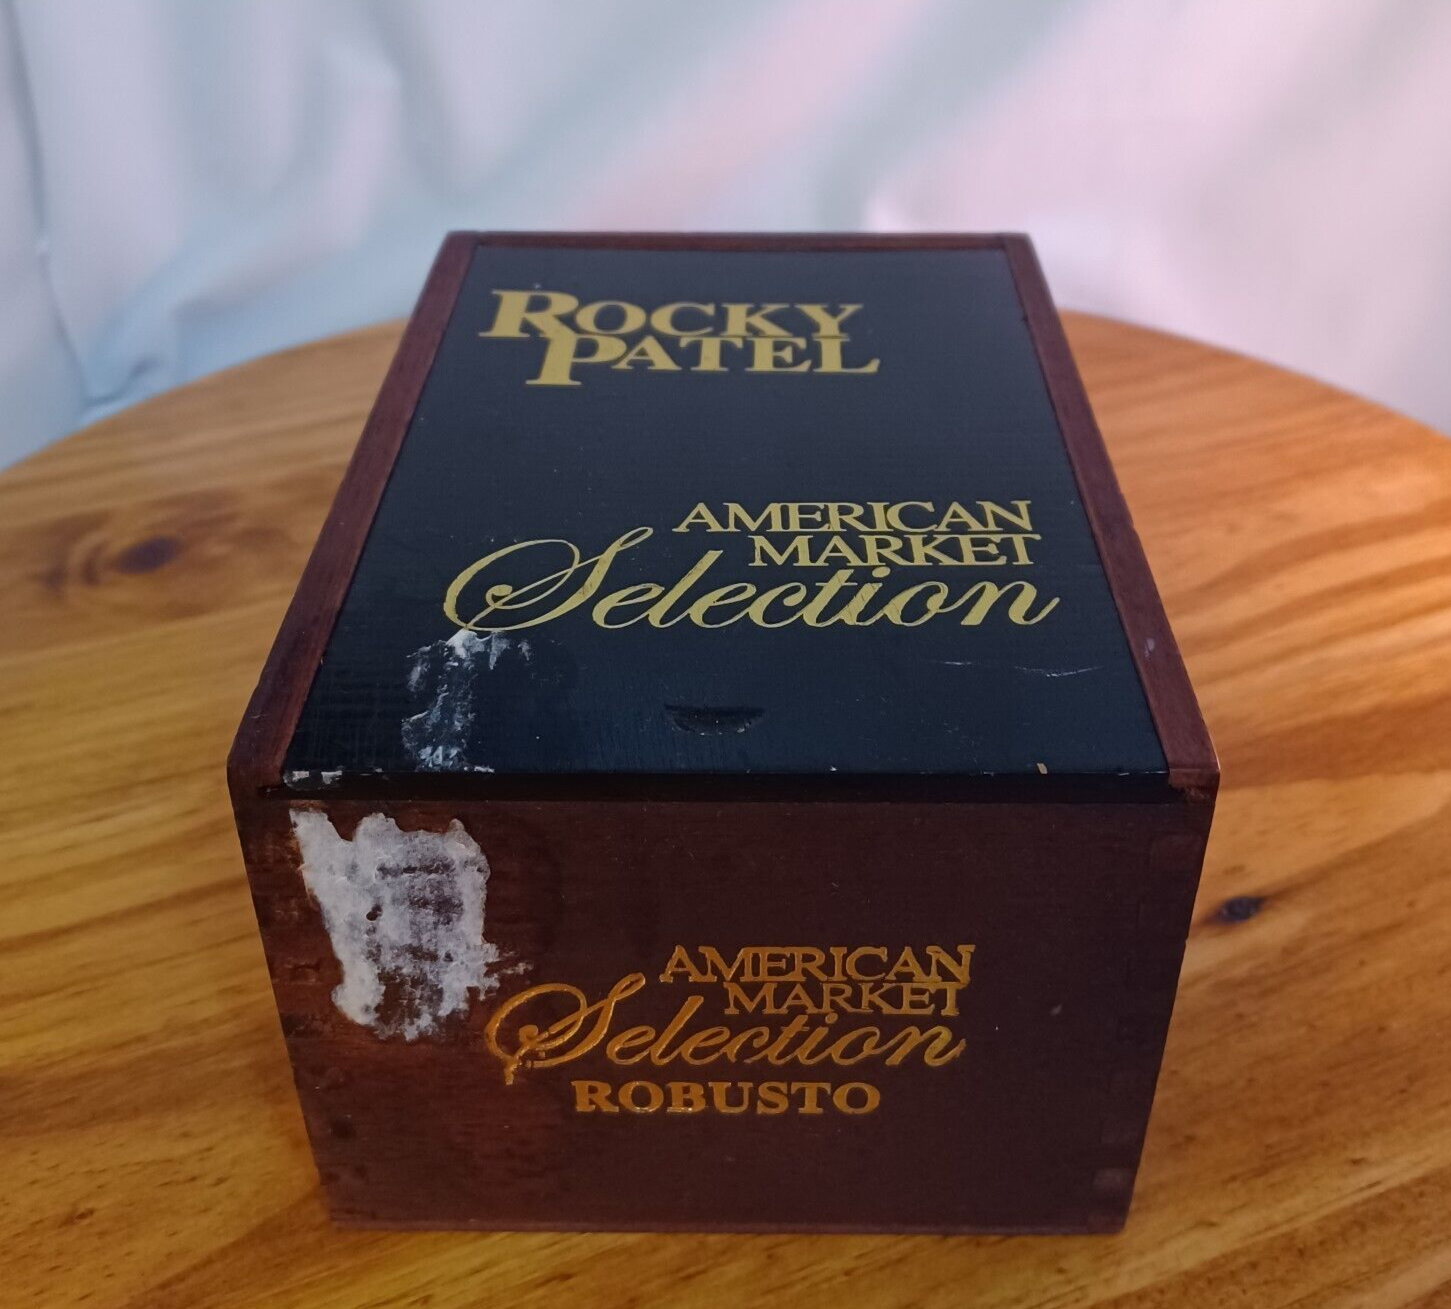 ROCKY
PATEL
AMERICAN
MARKET
Selection
AMERICAN
MARKET
Selection
ROBUSTO